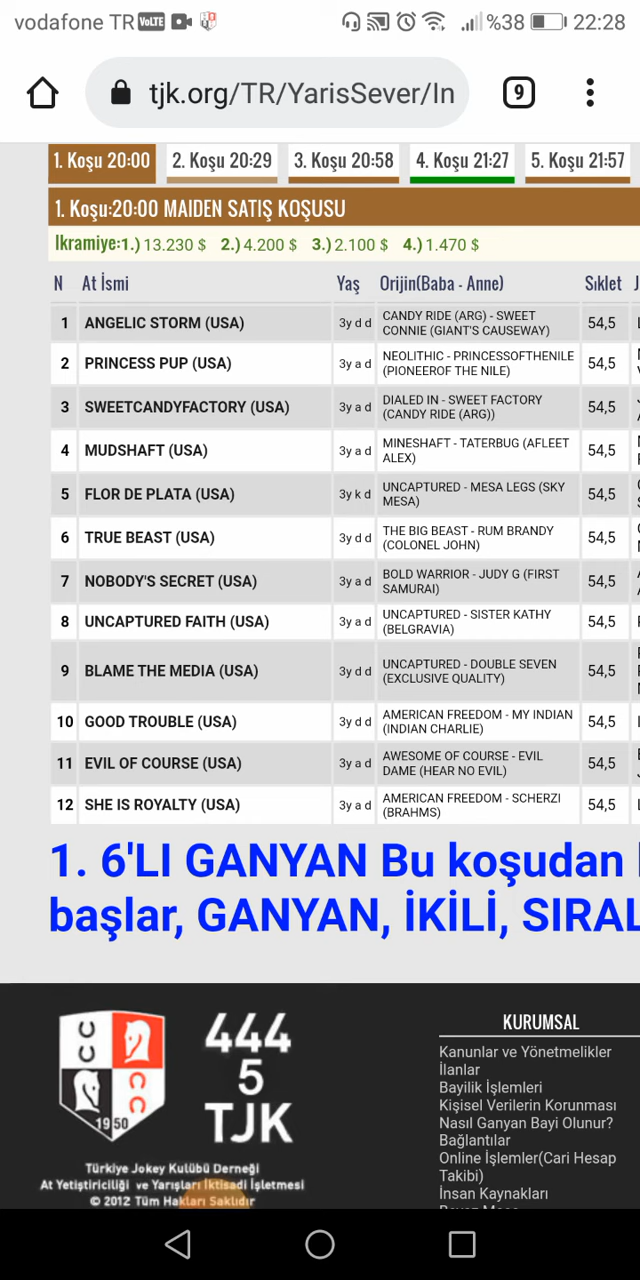 vodafone TR VoLTE %38 22:28
tjk.org/TR/YarisSever/In 9
1. Koşu 20:00 2. Koşu 20:29 3. Koşu 20:58 4. Koşu 21:27 5. Koşu 21:57
1. Koşu:20:00 MAIDEN SATIŞ KOŞUSU
Ikramiye:1.) 13.230 $ 2.) 4.200 $ 3.) 2.100 $ 4.) 1.470 $
N At İsmi Yaş Orijin(Baba - Anne) Sıklet J
1 ANGELIC STORM (USA) 3y d d CANDY RIDE (ARG) - SWEET CONNIE (GIANT'S CAUSEWAY) 54,5
2 PRINCESS PUP (USA) 3y a d NEOLITHIC - PRINCESSOFTHENILE (PIONEEROF THE NILE) 54,5
3 SWEETCANDYFACTORY (USA) 3y a d DIALED IN - SWEET FACTORY (CANDY RIDE (ARG)) 54,5
4 MUDSHAFT (USA) 3y a d MINESHAFT - TATERBUG (AFLEET ALEX) 54,5
5 FLOR DE PLATA (USA) 3y k d UNCAPTURED - MESA LEGS (SKY MESA) 54,5
6 TRUE BEAST (USA) 3y d d THE BIG BEAST - RUM BRANDY (COLONEL JOHN) 54,5
7 NOBODY'S SECRET (USA) 3y a d BOLD WARRIOR - JUDY G (FIRST SAMURAI) 54,5
8 UNCAPTURED FAITH (USA) 3y a d UNCAPTURED - SISTER KATHY (BELGRAVIA) 54,5
9 BLAME THE MEDIA (USA) 3y d d UNCAPTURED - DOUBLE SEVEN (EXCLUSIVE QUALITY) 54,5
10 GOOD TROUBLE (USA) 3y d d AMERICAN FREEDOM - MY INDIAN (INDIAN CHARLIE) 54,5
11 EVIL OF COURSE (USA) 3y a d AWESOME OF COURSE - EVIL DAME (HEAR NO EVIL) 54,5
12 SHE IS ROYALTY (USA) 3y a d AMERICAN FREEDOM - SCHERZI (BRAHMS) 54,5
1. 6'LI GANYAN Bu koşudan
başlar, GANYAN, İKİLİ, SIRAL
1950
444
5
TJK
Türkiye Jokey Kulübü Derneği
At Yetiştiriciliği ve Yarışları İktisadi İşletmesi
© 2012 Tüm Hakları Saklıdır
KURUMSAL
Kanunlar ve Yönetmelikler
İlanlar
Bayilik İşlemleri
Kişisel Verilerin Korunması
Nasıl Ganyan Bayi Olunur?
Bağlantılar
Online İşlemler(Cari Hesap
Takibi)
İnsan Kaynakları